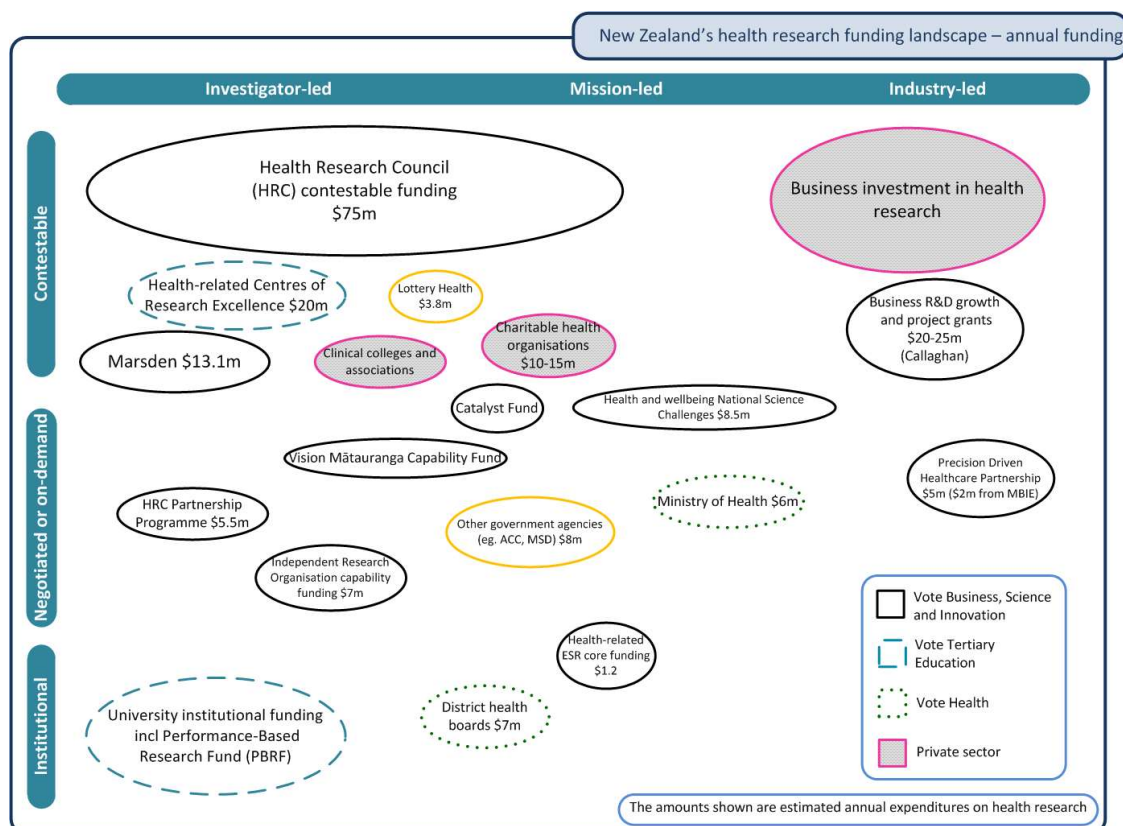 New Zealand's health research funding landscape – annual funding
Investigator-led
Mission-led
Industry-led
Contestable
Health Research Council
(HRC) contestable funding
$75m
Business investment in health
research
Health-related Centres of
Research Excellence $20m
Lottery Health
$3.8m
Business R&D growth
and project grants
$20-25m
(Callaghan)
Marsden $13.1m
Clinical colleges and
associations
Charitable health
organisations
$10-15m
Negotiated or on-demand
Catalyst Fund
Health and wellbeing National Science
Challenges $8.5m
Vision Mātauranga Capability Fund
Precision Driven
Healthcare Partnership
$5m ($2m from MBIE)
HRC Partnership
Programme $5.5m
Ministry of Health $6m
Other government agencies
(eg. ACC, MSD) $8m
Independent Research
Organisation capability
funding $7m
Institutional
Health-related
ESR core funding
$1.2
University institutional funding
incl Performance-Based
Research Fund (PBRF)
District health
boards $7m
Vote Business, Science
and Innovation
Vote Tertiary
Education
Vote Health
Private sector
The amounts shown are estimated annual expenditures on health research